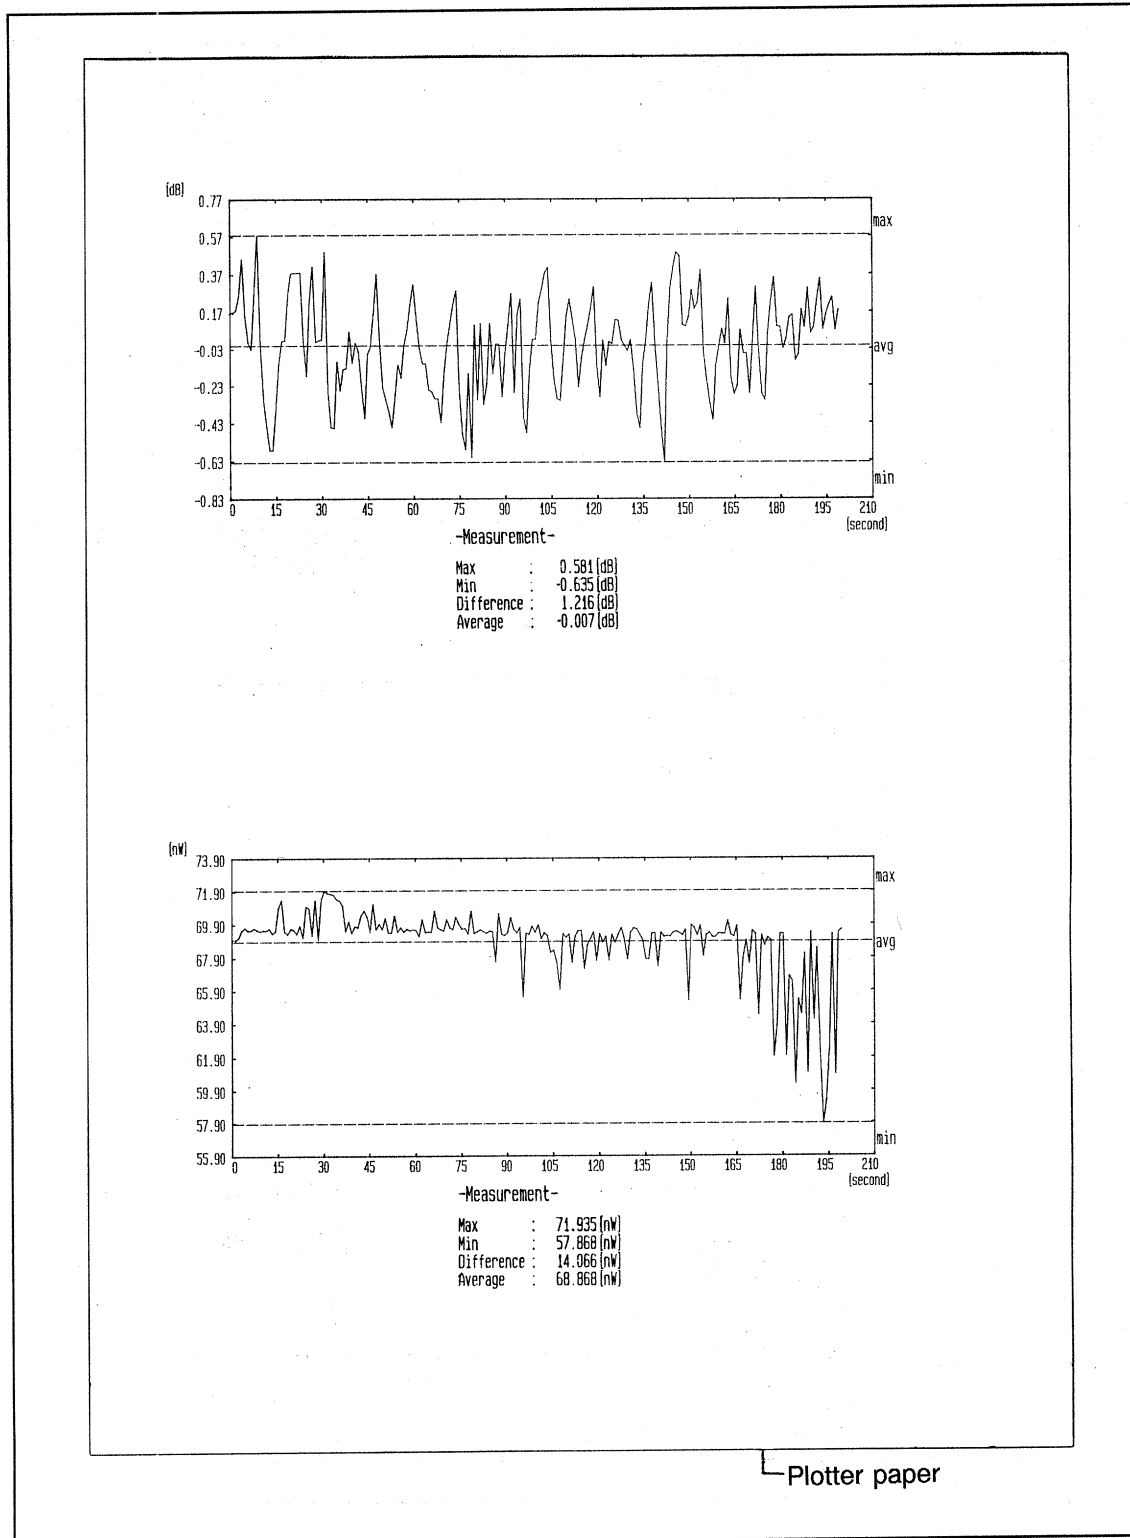 [dB]
0.77
0.57
0.37
0.17
-0.03
-0.23
-0.43
-0.63
-0.83
max
avg
min
0 15 30 45 60 75 90 105 120 135 150 165 180 195 210
[second]
-Measurement-
Max : 0.581[dB]
Min : -0.635[dB]
Difference : 1.216[dB]
Average : -0.007[dB]
[nW]
73.90
71.90
69.90
67.90
65.90
63.90
61.90
59.90
57.90
55.90
max
avg
min
0 15 30 45 60 75 90 105 120 135 150 165 180 195 210
[second]
-Measurement-
Max : 71.935[nW]
Min : 57.868[nW]
Difference : 14.066[nW]
Average : 68.868[nW]
Plotter paper